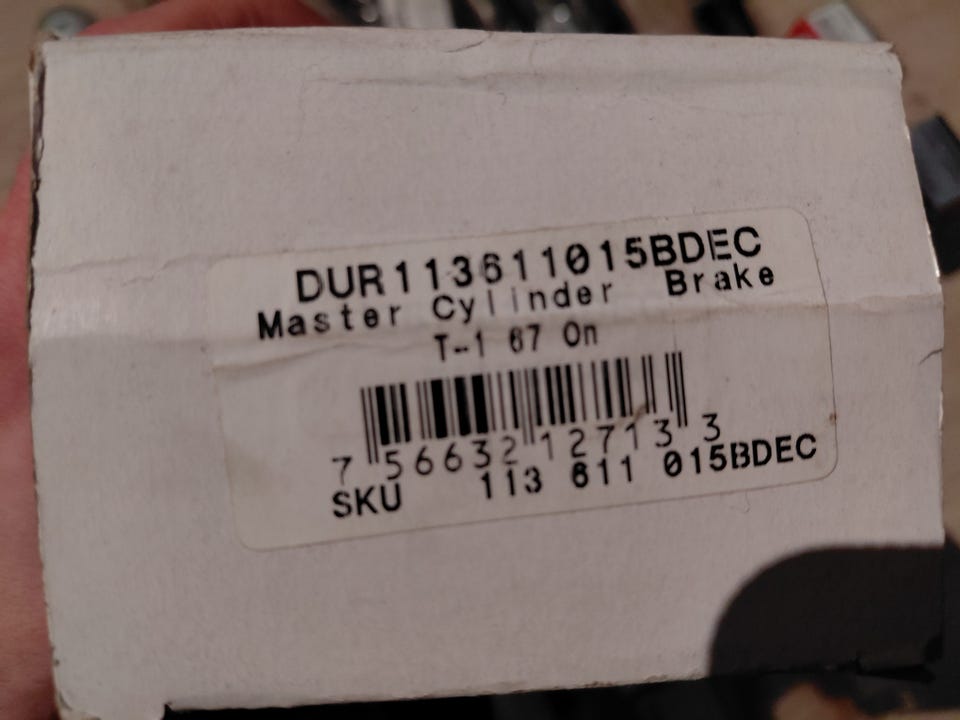 DUR113611015BDEC
Master Cylinder Brake
T-1 67 On
7 56632 12713 3
SKU 113 611 015BDEC